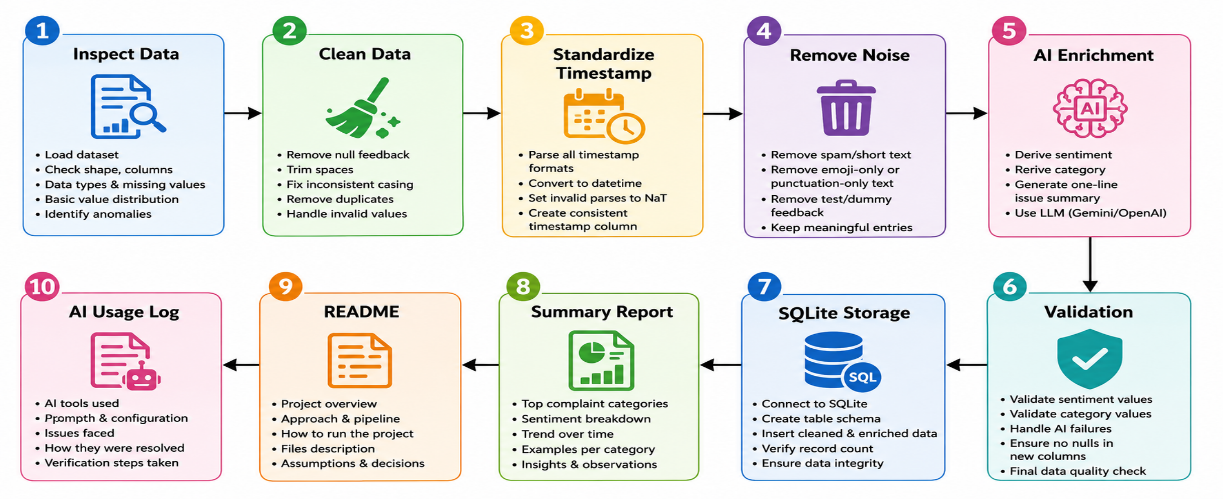 1
Inspect Data
• Load dataset
• Check shape, columns
• Data types & missing values
• Basic value distribution
• Identify anomalies
2
Clean Data
• Remove null feedback
• Trim spaces
• Fix inconsistent casing
• Remove duplicates
• Handle invalid values
3
Standardize
Timestamp
• Parse all timestamp
formats
• Convert to datetime
• Set invalid parses to NaT
• Create consistent
timestamp column
4
Remove Noise
• Remove spam/short text
• Remove emoji-only or
punctuation-only text
• Remove test/dummy
feedback
• Keep meaningful entries
5
AI Enrichment
AI
• Derive sentiment
• Rerive category
• Generate one-line
issue summary
• Use LLM (Gemini/OpenAI)
6
Validation
• Validate sentiment values
• Validate category values
• Handle AI failures
• Ensure no nulls in
new columns
• Final data quality check
7
SQLite Storage
SQL
• Connect to SQLite
• Create table schema
• Insert cleaned & enriched data
• Verify record count
• Ensure data integrity
8
Summary Report
• Top complaint categories
• Sentiment breakdown
• Trend over time
• Examples per category
• Insights & observations
9
README
• Project overview
• Approach & pipeline
• How to run the project
• Files description
• Assumptions & decisions
10
AI Usage Log
• AI tools used
• Prompth & configuration
• Issues faced
• How they were resolved
• Verification steps taken